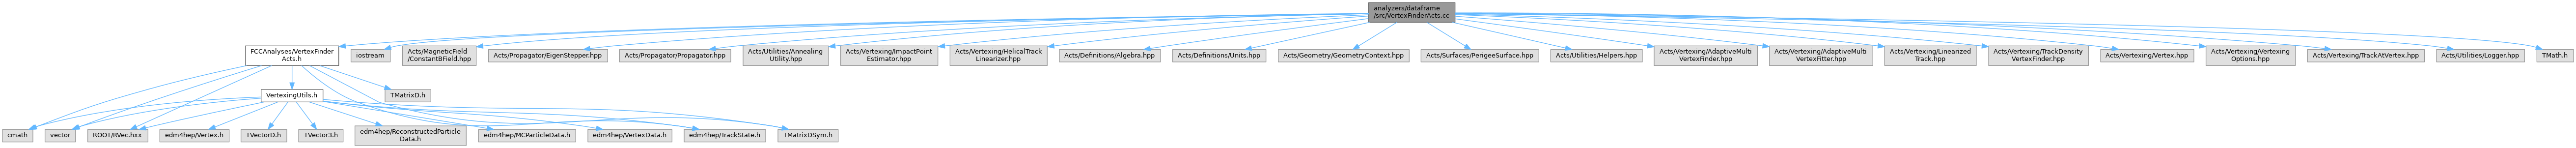 analyzers/dataframe
/src/VertexFinderActs.cc
FCCAnalyses/VertexFinder
Acts.h
iostream
Acts/MagneticField
/ConstantBField.hpp
Acts/Propagator/EigenStepper.hpp
Acts/Propagator/Propagator.hpp
Acts/Utilities/Annealing
Utility.hpp
Acts/Vertexing/ImpactPoint
Estimator.hpp
Acts/Vertexing/HelicalTrack
Linearizer.hpp
Acts/Definitions/Algebra.hpp
Acts/Definitions/Units.hpp
Acts/Geometry/GeometryContext.hpp
Acts/Surfaces/PerigeeSurface.hpp
Acts/Utilities/Helpers.hpp
Acts/Vertexing/AdaptiveMulti
VertexFinder.hpp
Acts/Vertexing/AdaptiveMulti
VertexFitter.hpp
Acts/Vertexing/Linearized
Track.hpp
Acts/Vertexing/TrackDensity
VertexFinder.hpp
Acts/Vertexing/Vertex.hpp
Acts/Vertexing/Vertexing
Options.hpp
Acts/Vertexing/TrackAtVertex.hpp
Acts/Utilities/Logger.hpp
TMath.h
VertexingUtils.h
TMatrixD.h
cmath
vector
ROOT/RVec.hxx
edm4hep/Vertex.h
TVectorD.h
TVector3.h
edm4hep/ReconstructedParticle
Data.h
edm4hep/MCParticleData.h
edm4hep/VertexData.h
edm4hep/TrackState.h
TMatrixDSym.h